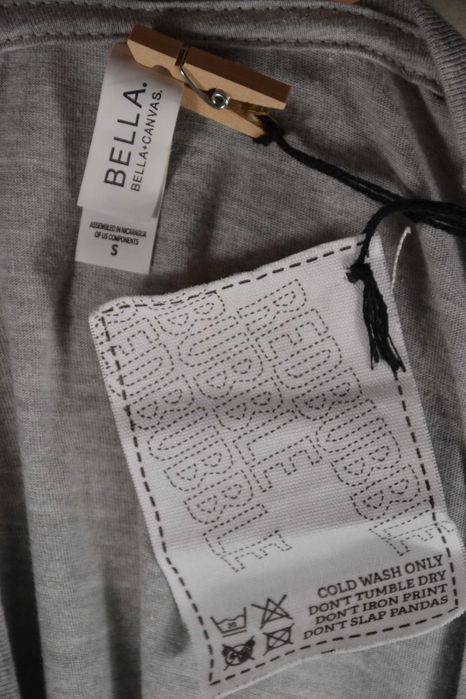 BELLA.
BELLA+CANVAS.
ASSEMBLED IN NICARAGUA
OF US COMPONENTS
S
REDBUBBLE
REDBUBBLE
REDBUBBLE
COLD WASH ONLY
DON'T TUMBLE DRY
DON'T IRON PRINT
DON'T SLAP PANDAS
30